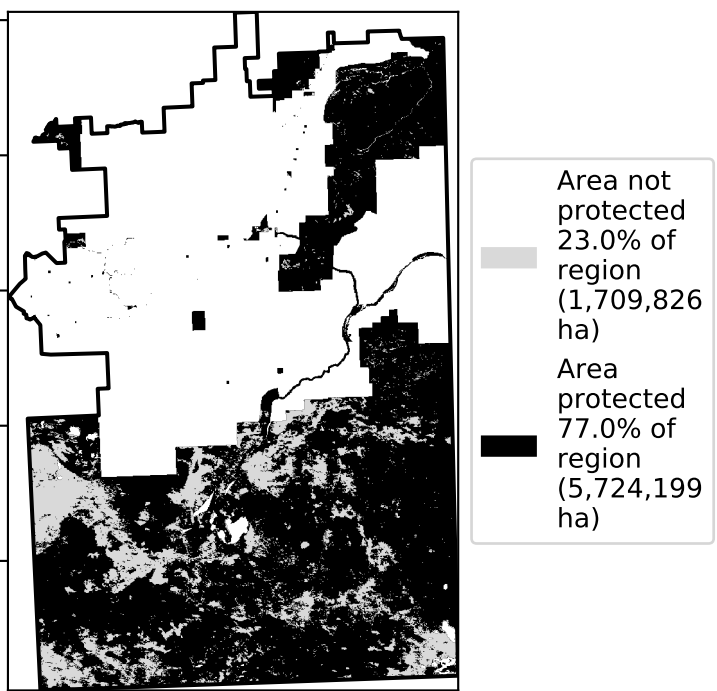 Area not
protected
23.0% of
region
(1,709,826
ha)
Area
protected
77.0% of
region
(5,724,199
ha)